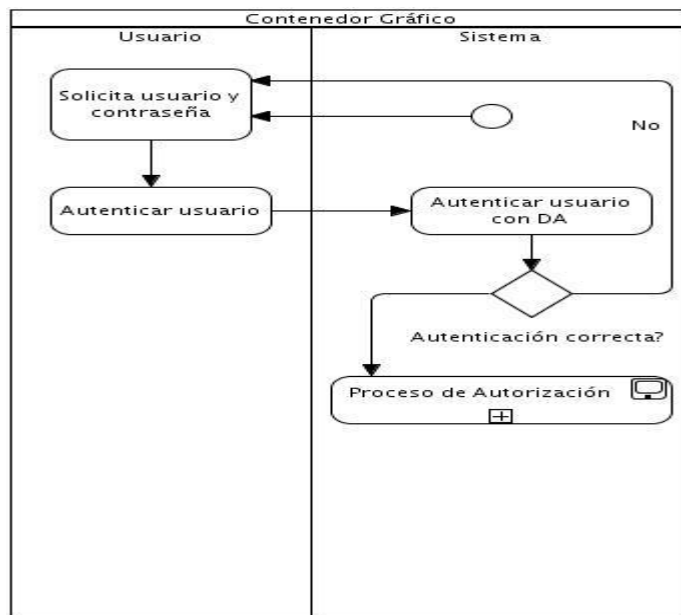 Contenedor Gráfico
Usuario
Sistema
Solicita usuario y
contraseña
No
Autenticar usuario
Autenticar usuario
con DA
Autenticación correcta?
Proceso de Autorización